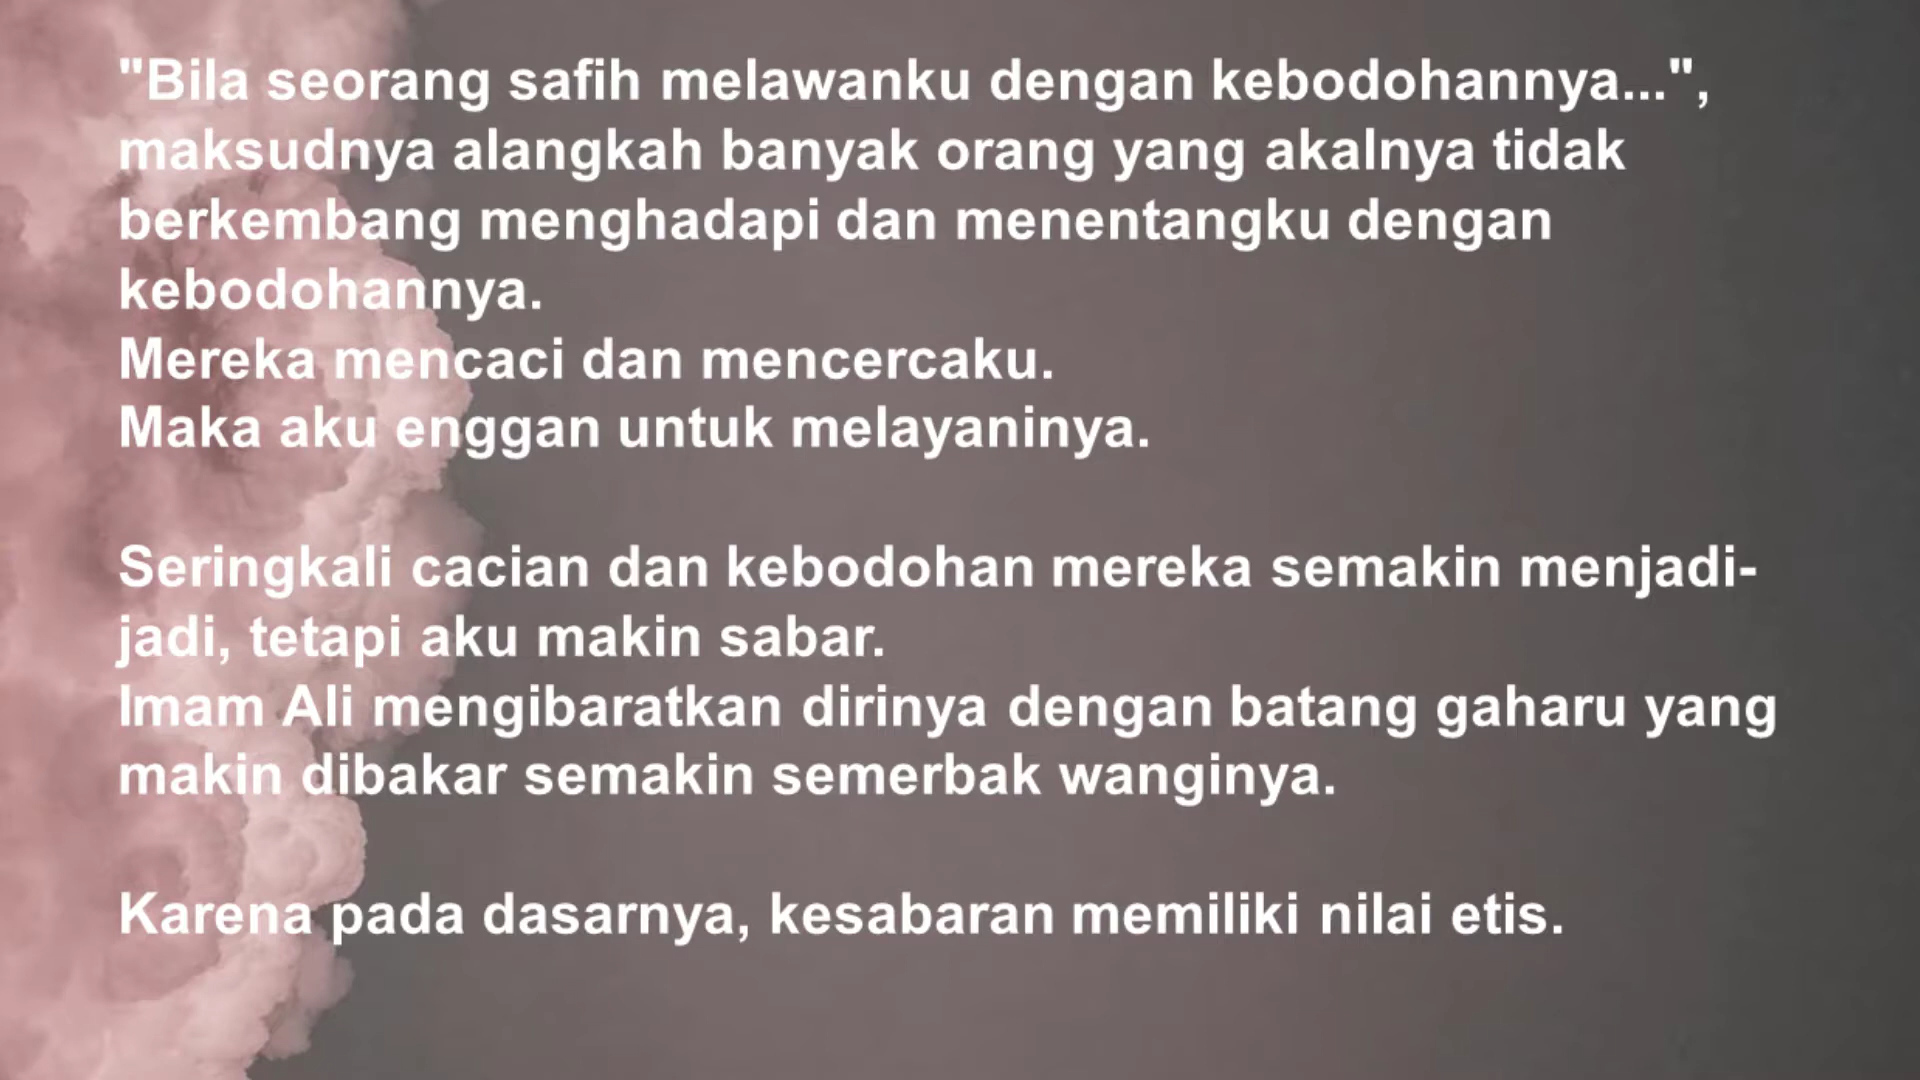 "Bila seorang safih melawanku dengan kebodohannya...",
maksudnya alangkah banyak orang yang akalnya tidak
berkembang menghadapi dan menentangku dengan
kebodohannya.
Mereka mencaci dan mencercaku.
Maka aku enggan untuk melayaninya.
Seringkali cacian dan kebodohan mereka semakin menjadi-
jadi, tetapi aku makin sabar.
Imam Ali mengibaratkan dirinya dengan batang gaharu yang
makin dibakar semakin semerbak wanginya.
Karena pada dasarnya, kesabaran memiliki nilai etis.